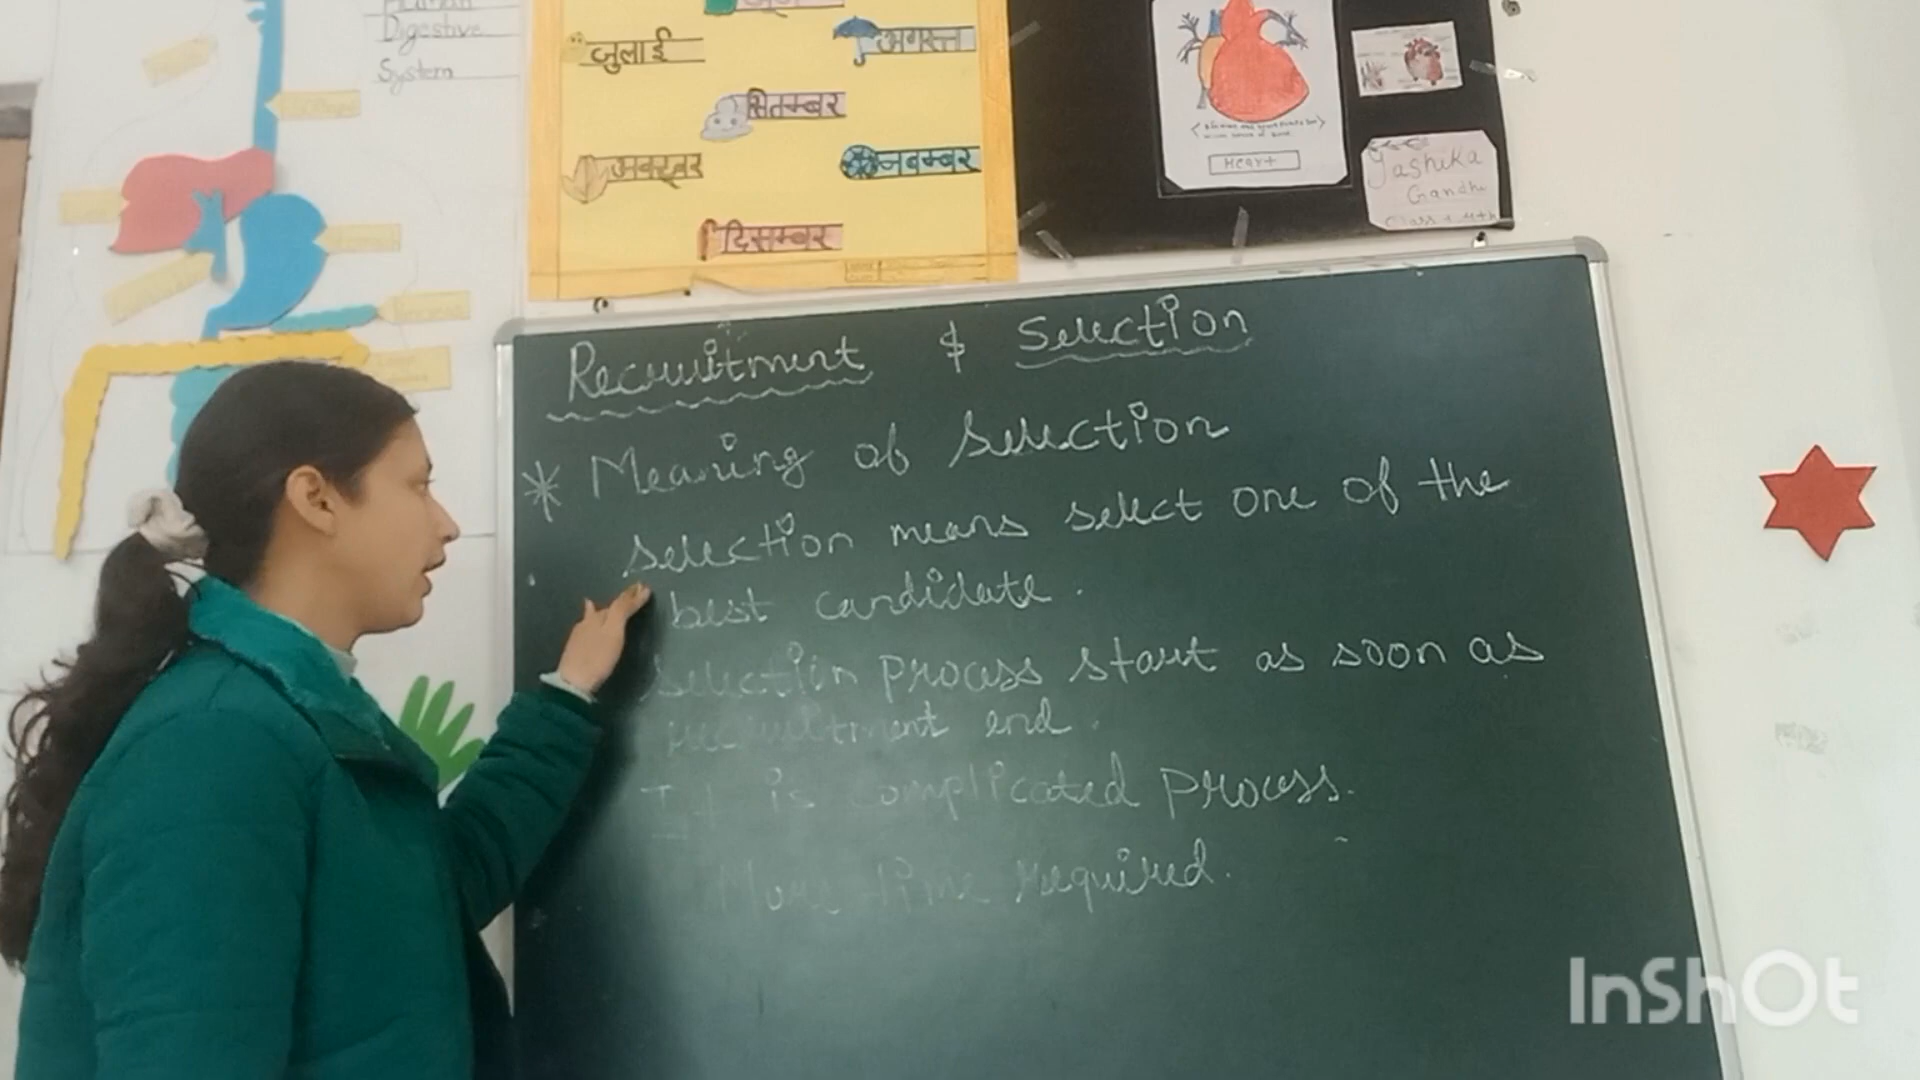 Digestive
System
जुलाई
अगस्त
सितम्बर
अक्टूबर
नवम्बर
दिसम्बर
Heart
Yashika
Gandhi
Recruitment & Selection
* Meaning of Selection
Selection means select one of the
best candidate.
Selection process start as soon as
recruitment end.
It is complicated process.
More time required.
InShOt